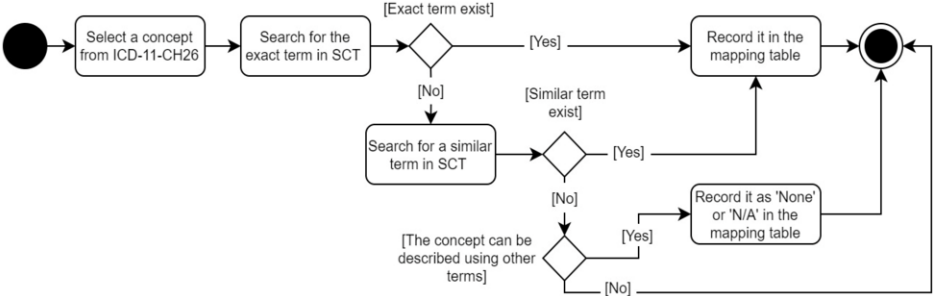 [Exact term exist]
Select a concept
from ICD-11-CH26
Search for the
exact term in SCT
[Yes]
Record it in the
mapping table
[No]
[Similar term
exist]
Search for a similar
term in SCT
[Yes]
[No]
Record it as 'None'
or 'N/A' in the
mapping table
[The concept can be
described using other
terms]
[Yes]
[No]